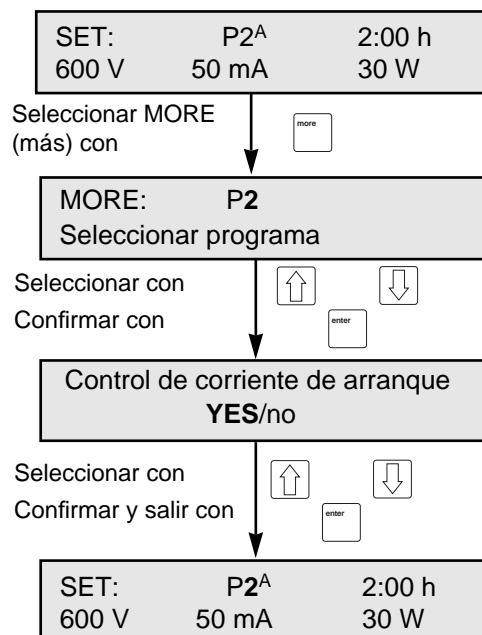 SET: P2ᴬ 2:00 h
600 V 50 mA 30 W
Seleccionar MORE
(más) con
more
MORE: P2
Seleccionar programa
Seleccionar con
Confirmar con
enter
Control de corriente de arranque
YES/no
Seleccionar con
Confirmar y salir con
enter
SET: P2ᴬ 2:00 h
600 V 50 mA 30 W